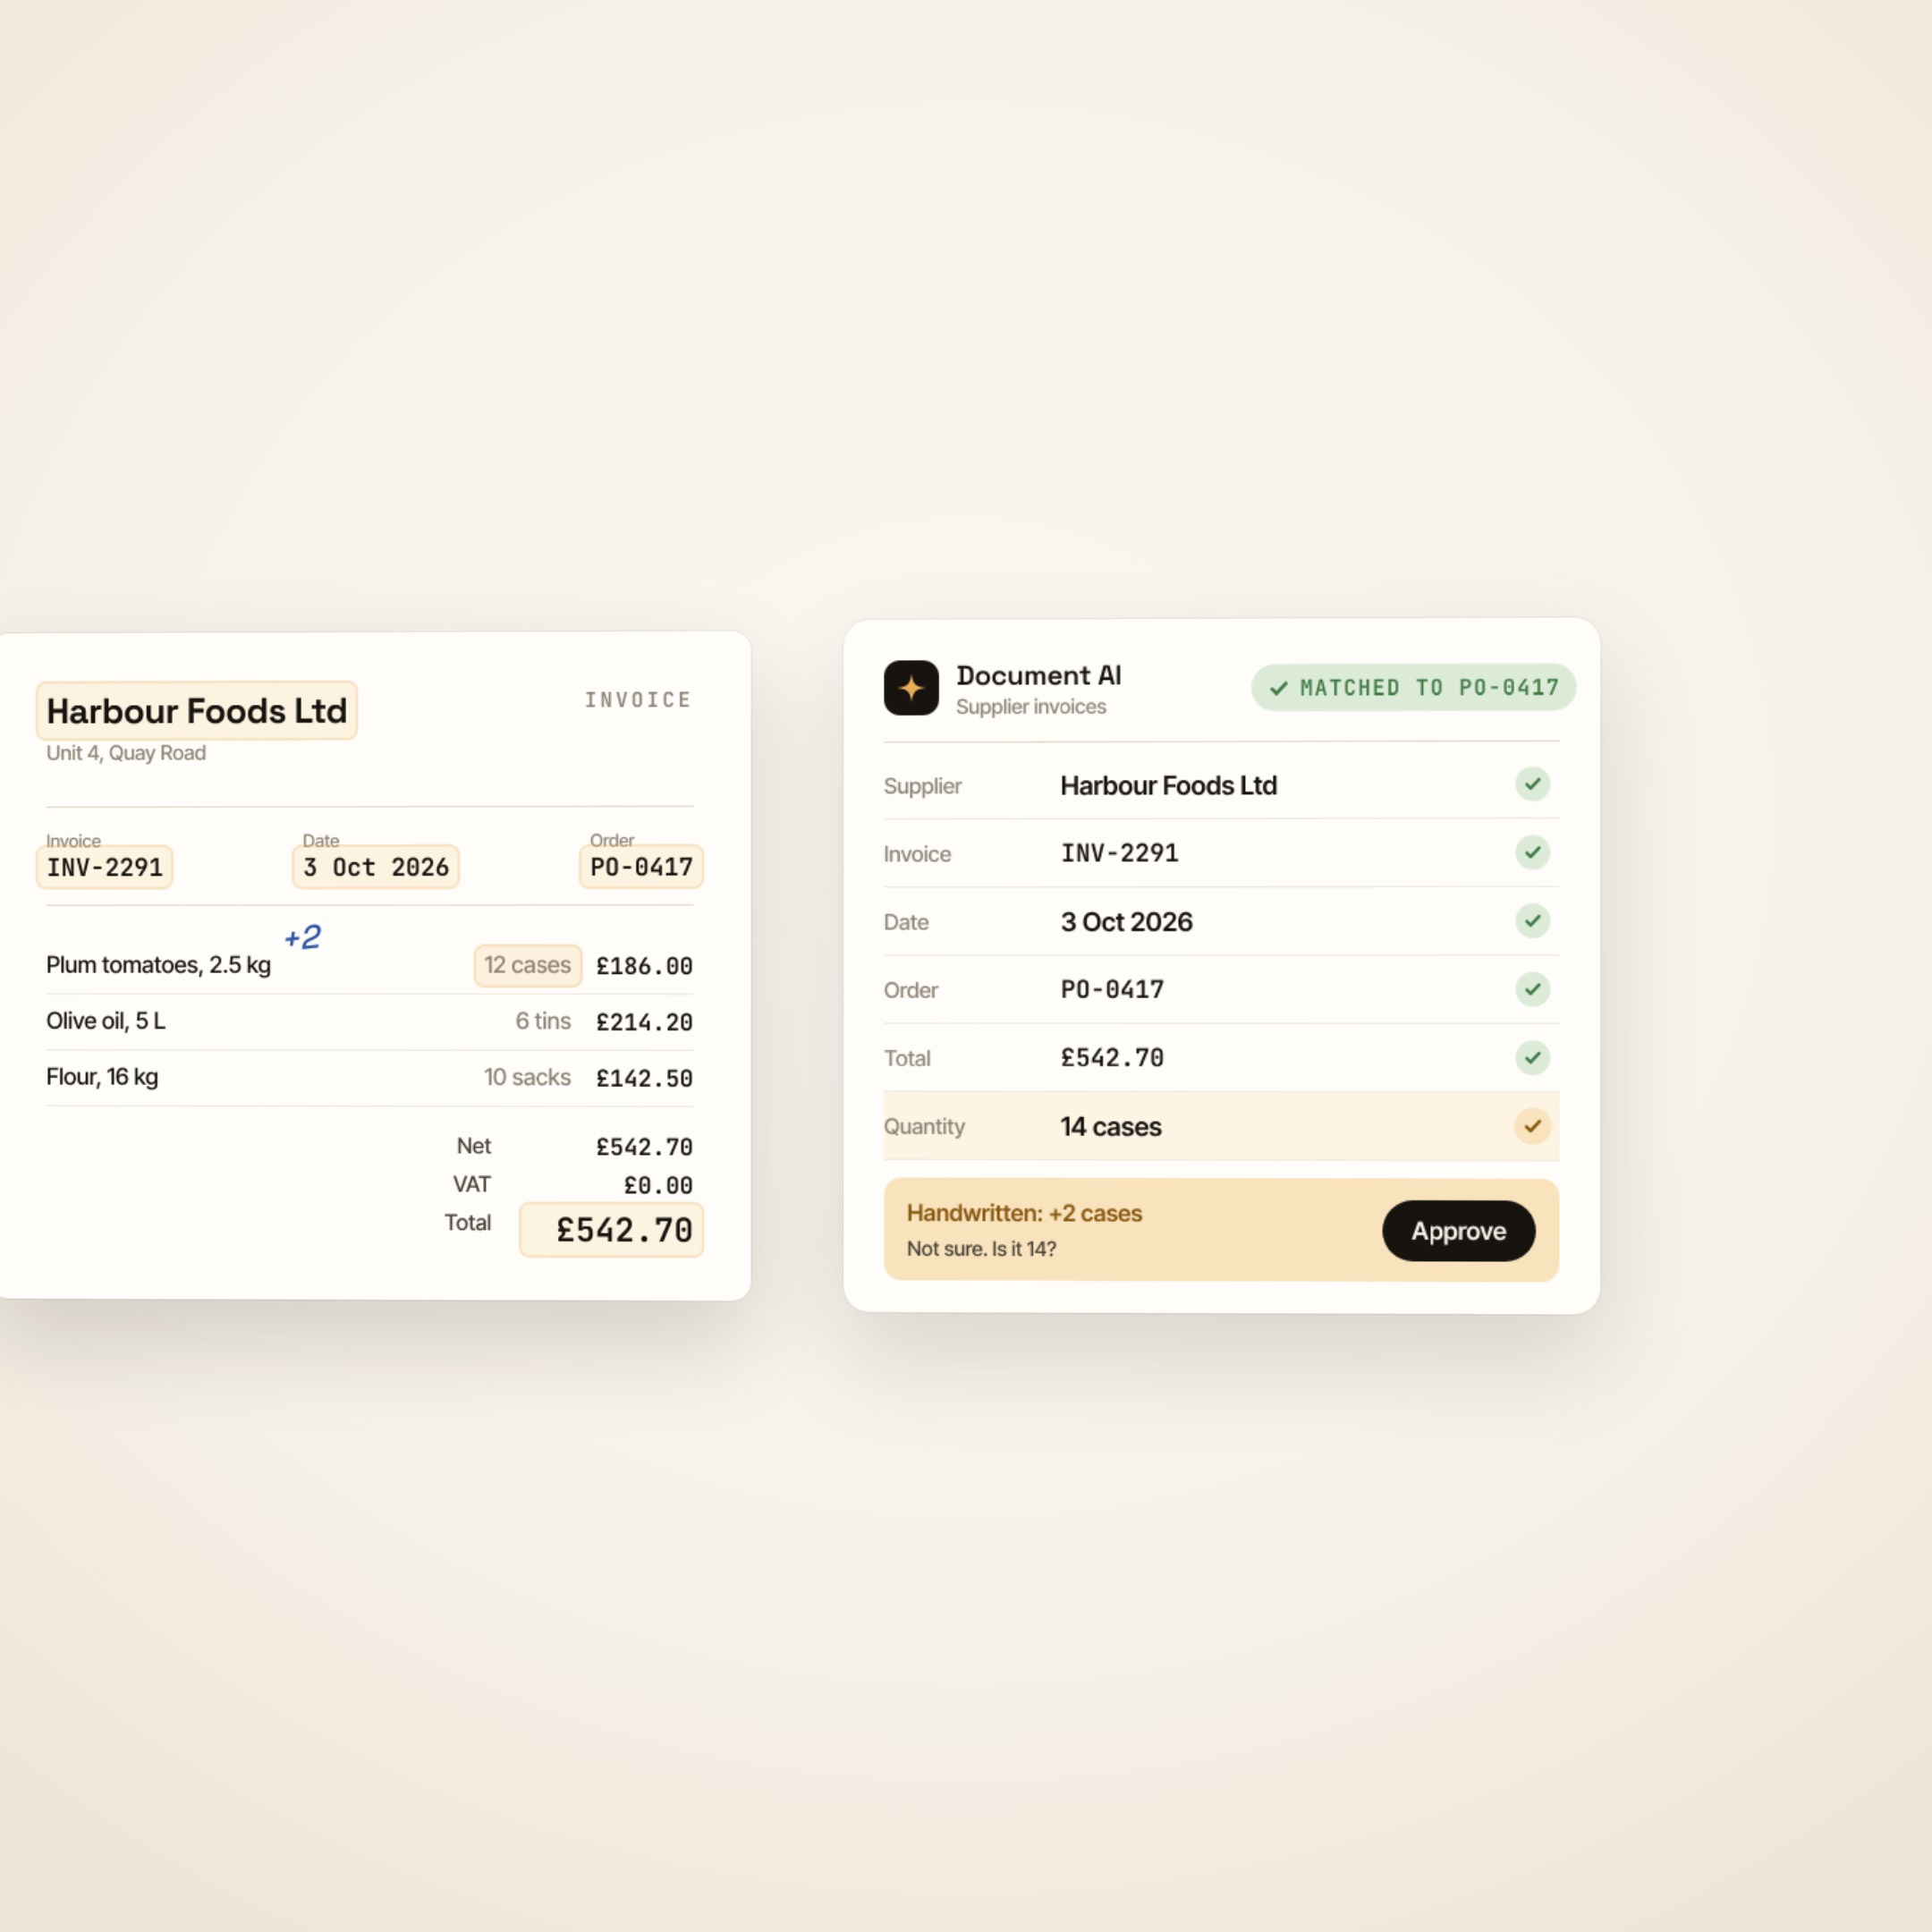 Harbour Foods Ltd
INVOICE
Unit 4, Quay Road
Invoice Date Order
INV-2291 3 Oct 2026 PO-0417
+2
Plum tomatoes, 2.5 kg 12 cases £186.00
Olive oil, 5 L 6 tins £214.20
Flour, 16 kg 10 sacks £142.50
Net £542.70
VAT £0.00
Total £542.70
Document AI
Supplier invoices
MATCHED TO PO-0417
Supplier Harbour Foods Ltd
Invoice INV-2291
Date 3 Oct 2026
Order PO-0417
Total £542.70
Quantity 14 cases
Handwritten: +2 cases
Not sure. Is it 14?
Approve